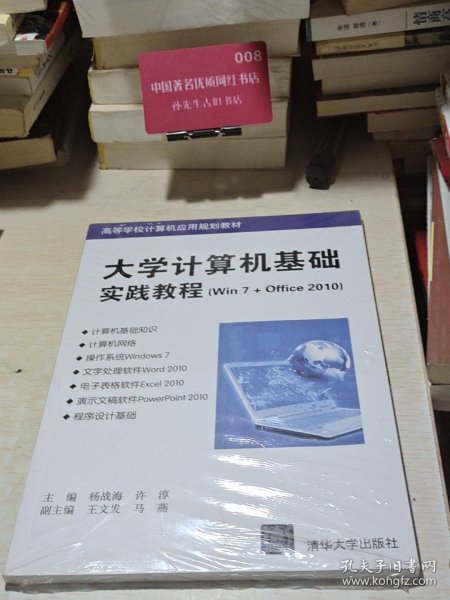 008
中国著名优质网红书店
孙先生古旧书店
高等学校计算机应用规划教材
大学计算机基础
实践教程 (Win 7 + Office 2010)
◆ 计算机基础知识
◆ 计算机网络
◆ 操作系统Windows 7
◆ 文字处理软件Word 2010
◆ 电子表格软件Excel 2010
◆ 演示文稿软件PowerPoint 2010
◆ 程序设计基础
主 编 杨战海 许 淳
副主编 王文发 马 燕
清华大学出版社
孔夫子旧书网
www.kongfz.com